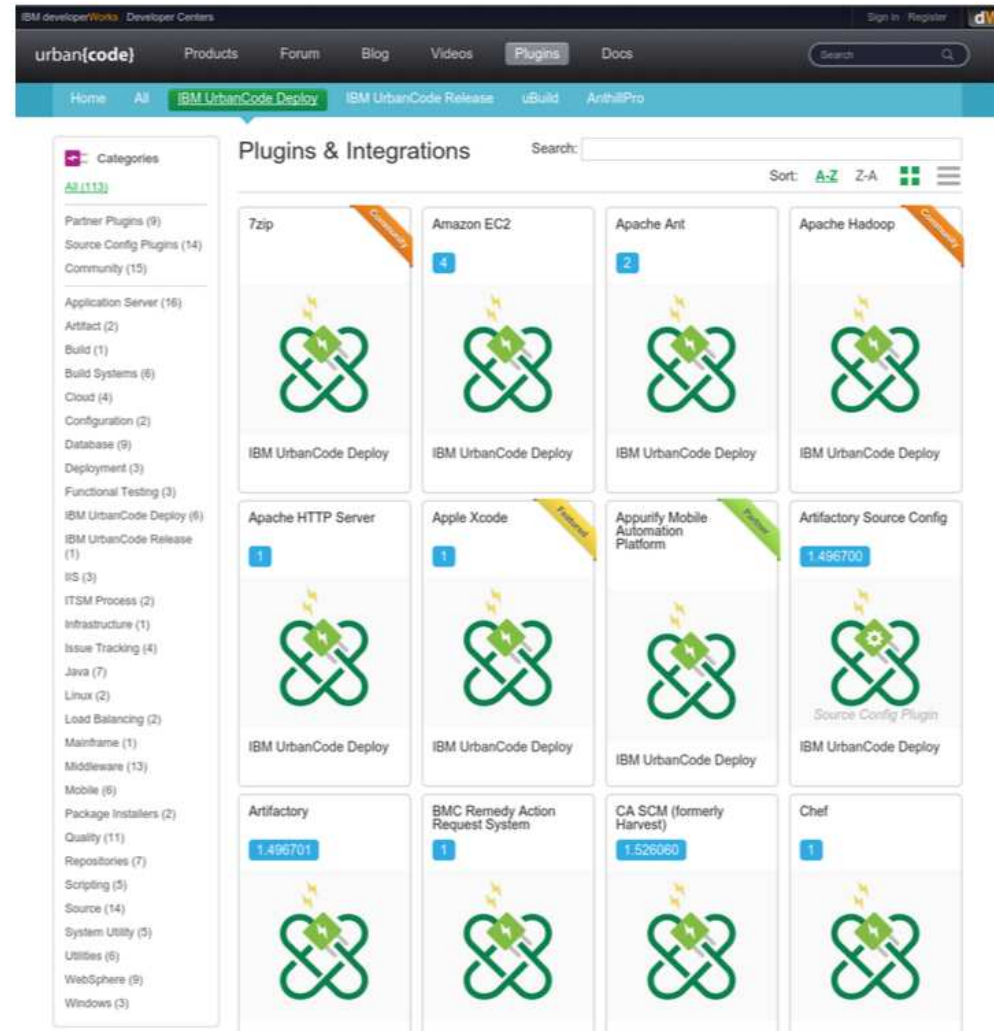 IBM developerWorks Developer Centers
Sign in Register
dW
urban{code}
Products Forum Blog Videos Plugins Docs
Search
Home All IBM UrbanCode Deploy IBM UrbanCode Release uBuild AnthillPro
Categories
All (113)
Partner Plugins (9)
Source Config Plugins (14)
Community (15)
Application Server (16)
Artifact (2)
Build (1)
Build Systems (6)
Cloud (4)
Configuration (2)
Database (9)
Deployment (3)
Functional Testing (3)
IBM UrbanCode Deploy (6)
IBM UrbanCode Release
(1)
IIS (3)
ITSM Process (2)
Infrastructure (1)
Issue Tracking (4)
Java (7)
Linux (2)
Load Balancing (2)
Mainframe (1)
Middleware (13)
Mobile (6)
Package Installers (2)
Quality (11)
Repositories (7)
Scripting (5)
Source (14)
System Utility (5)
Utilities (6)
WebSphere (9)
Windows (3)
Plugins & Integrations
Search:
Sort: A-Z Z-A
7zip
Community
IBM UrbanCode Deploy
Amazon EC2
4
IBM UrbanCode Deploy
Apache Ant
2
IBM UrbanCode Deploy
Apache Hadoop
Community
IBM UrbanCode Deploy
Apache HTTP Server
1
IBM UrbanCode Deploy
Apple Xcode
Featured
1
IBM UrbanCode Deploy
Appurify Mobile
Automation
Platform
Partner
IBM UrbanCode Deploy
Artifactory Source Config
1.496700
Source Config Plugin
IBM UrbanCode Deploy
Artifactory
1.496701
BMC Remedy Action
Request System
1
CA SCM (formerly
Harvest)
1.526060
Chef
1